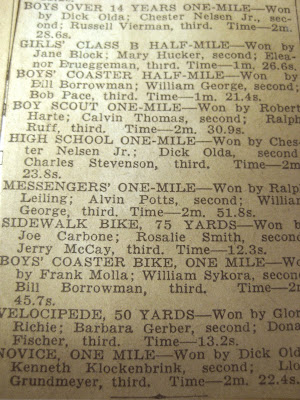 BOYS OVER 14 YEARS ONE-MILE—Won
by Dick Olda; Chester Nelsen Jr., sec-
ond; Russell Vierman, third. Time—2m.
28.6s.
GIRLS' CLASS B HALF-MILE—Won by
Jane Bloek; Mary Hucker, second; Elea-
nor Brueggeman, third. Time—1m. 26.6s.
BOYS' COASTER HALF-MILE—Won by
Bill Borrowman; William George, second;
Bob Pace, third. Time—1m. 21.4s.
BOY SCOUT ONE-MILE—Won by Robert
Harte; Calvin Thomas, second; Ralph
Ruff, third. Time—2m. 30.9s.
HIGH SCHOOL ONE-MILE—Won by Ches-
ter Nelsen Jr.; Dick Olda, second;
Charles Stevenson, third. Time—2m.
23.8s.
MESSENGERS' ONE-MILE—Won by Ralph
Leiling; Alvin Potts, second; William
George, third. Time—2m. 51.8s.
SIDEWALK BIKE, 75 YARDS—Won b
Joe Carbone; Rosalie Smith, second;
Jerry McCay, third. Time—12.3s.
BOYS' COASTER BIKE, ONE MILE—Wo
by Frank Molla; William Sykora, second
Bill Borrowman, third. Time—2m
45.7s.
VELOCIPEDE, 50 YARDS—Won by Glor
Richie; Barbara Gerber, second; Dona
Fischer, third. Time—13.2s.
NOVICE, ONE MILE—Won by Dick Old
Kenneth Klockenbrink, second; Llo
Grundmeyer, third. Time—2m. 22.4s.